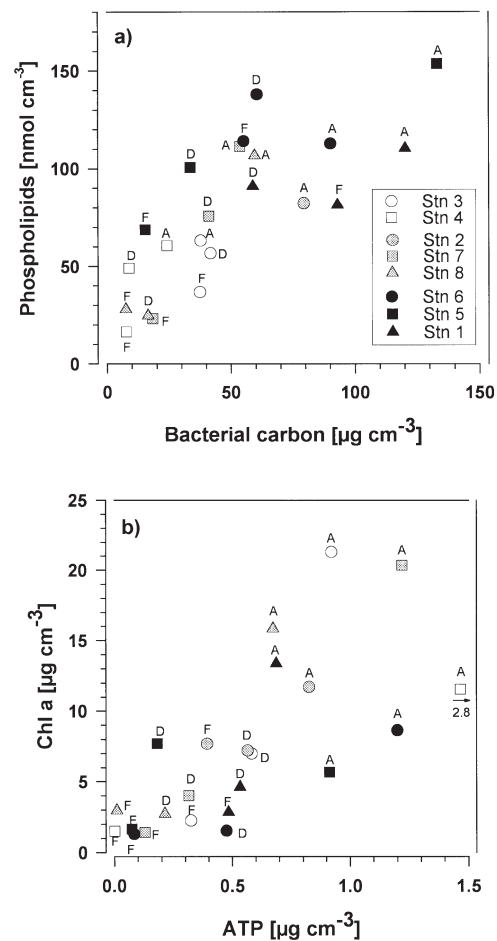 a)
Phospholipids [nmol cm-3]
150
100
50
0
A
D
F
A
A
D
A
A
D
A
F
D
F
A
A
D
D
F
F
D
F
F
Stn 3
Stn 4
Stn 2
Stn 7
Stn 8
Stn 6
Stn 5
Stn 1
0
50
100
150
Bacterial carbon [µg cm-3]
b)
Chl a [µg cm-3]
25
20
15
10
5
0
A
A
A
A
A
A
2.8
A
A
D
F
D
D
D
D
F
F
D
F
D
F
F
F
F
0.0
0.5
1.0
1.5
ATP [µg cm-3]